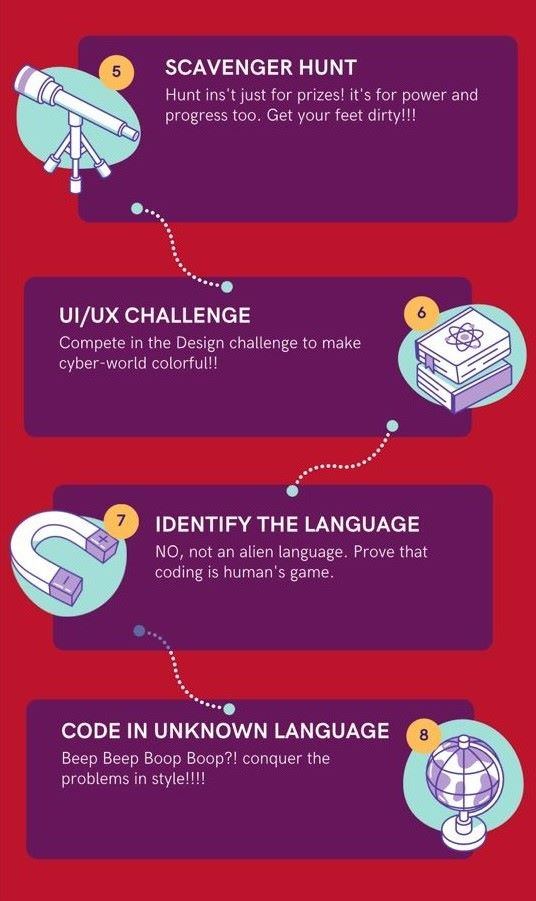 5
SCAVENGER HUNT
Hunt ins't just for prizes! it's for power and
progress too. Get your feet dirty!!!
UI/UX CHALLENGE
6
Compete in the Design challenge to make
cyber-world colorful!!
7
IDENTIFY THE LANGUAGE
NO, not an alien language. Prove that
coding is human's game.
CODE IN UNKNOWN LANGUAGE
8
Beep Beep Boop Boop?! conquer the
problems in style!!!!